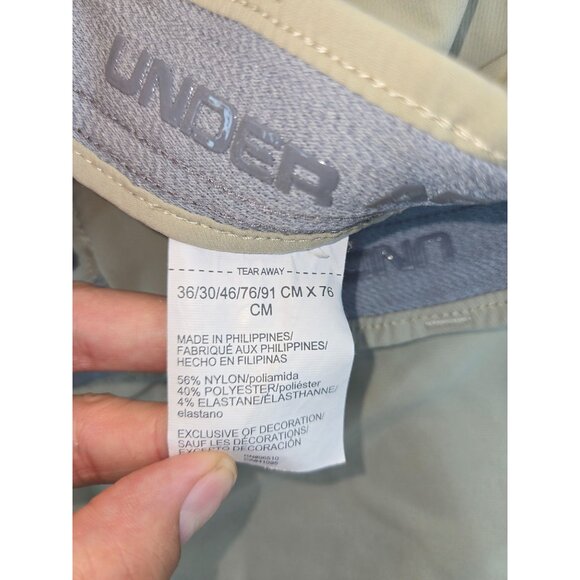 UNDER
UND
TEAR AWAY
36/30/46/76/91 CM X 76
CM
MADE IN PHILIPPINES/
FABRIQUÉ AUX PHILIPPINES/
HECHO EN FILIPINAS
56% NYLON/poliamida
40% POLYESTER/poliéster
4% ELASTANE/ÉLASTHANNE/
elastano
EXCLUSIVE OF DECORATION/
SAUF LES DÉCORATIONS/
EXCEPTO DECORACIÓN